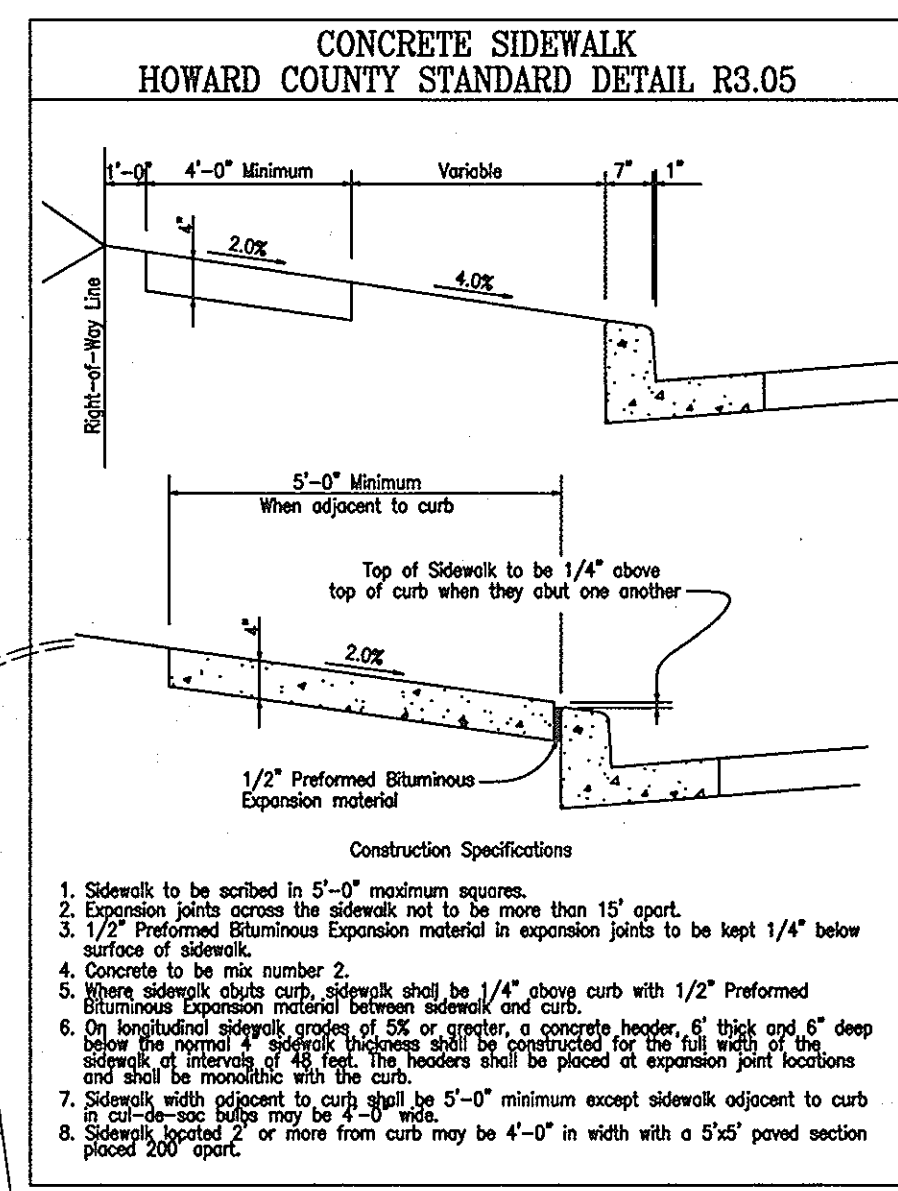 CONCRETE SIDEWALK
HOWARD COUNTY STANDARD DETAIL R3.05
1'-0" 4'-0" Minimum Variable 7" 1"
4"
2.0%
4.0%
Right-of-Way Line
5'-0" Minimum
When adjacent to curb
Top of Sidewalk to be 1/4" above
top of curb when they abut one another
4"
2.0%
1/2" Preformed Bituminous
Expansion material
Construction Specifications
1. Sidewalk to be scribed in 5'-0" maximum squares.
2. Expansion joints across the sidewalk not to be more than 15' apart.
3. 1/2" Preformed Bituminous Expansion material in expansion joints to be kept 1/4" below
surface of sidewalk.
4. Concrete to be mix number 2.
5. Where sidewalk abuts curb, sidewalk shall be 1/4" above curb with 1/2" Preformed
Bituminous Expansion material between sidewalk and curb.
6. On longitudinal sidewalk grades of 5% or greater, a concrete header, 6' thick and 6" deep
below the normal 4" sidewalk thickness shall be constructed for the full width of the
sidewalk at intervals of 48 feet. The headers shall be placed at expansion joint locations
and shall be monolithic with the curb.
7. Sidewalk width adjacent to curb shall be 5'-0" minimum except sidewalk adjacent to curb
in cul-de-sac bulbs may be 4'-0" wide.
8. Sidewalk located 2' or more from curb may be 4'-0" in width with a 5'x5' paved section
placed 200' apart.